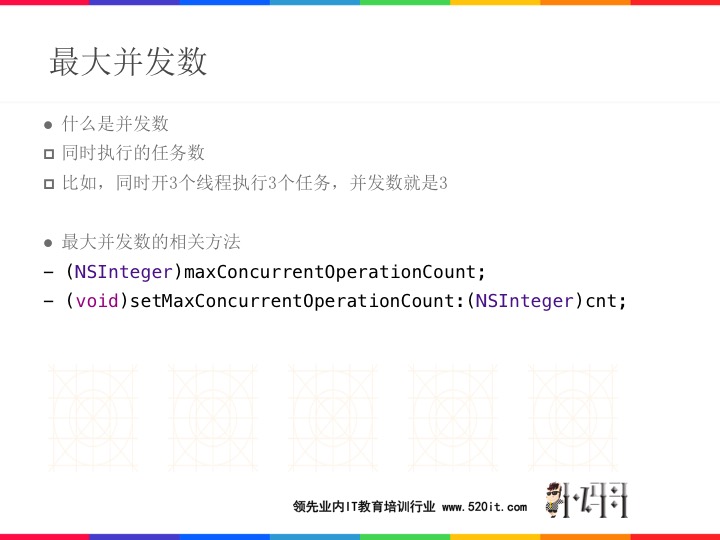 最大并发数
什么是并发数
同时执行的任务数
比如，同时开3个线程执行3个任务，并发数就是3
最大并发数的相关方法
- (NSInteger)maxConcurrentOperationCount;
- (void)setMaxConcurrentOperationCount:(NSInteger)cnt;
领先业内IT教育培训行业 www.520it.com
小码哥